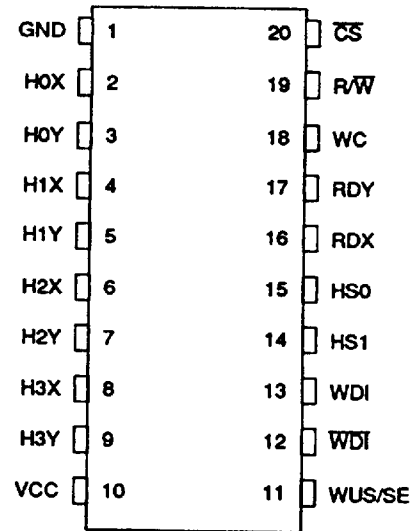 GND 1 20 C̅S̅
H0X 2 19 R/W̅
H0Y 3 18 WC
H1X 4 17 RDY
H1Y 5 16 RDX
H2X 6 15 HS0
H2Y 7 14 HS1
H3X 8 13 WDI
H3Y 9 12 W̅D̅I̅
VCC 10 11 WUS/SE